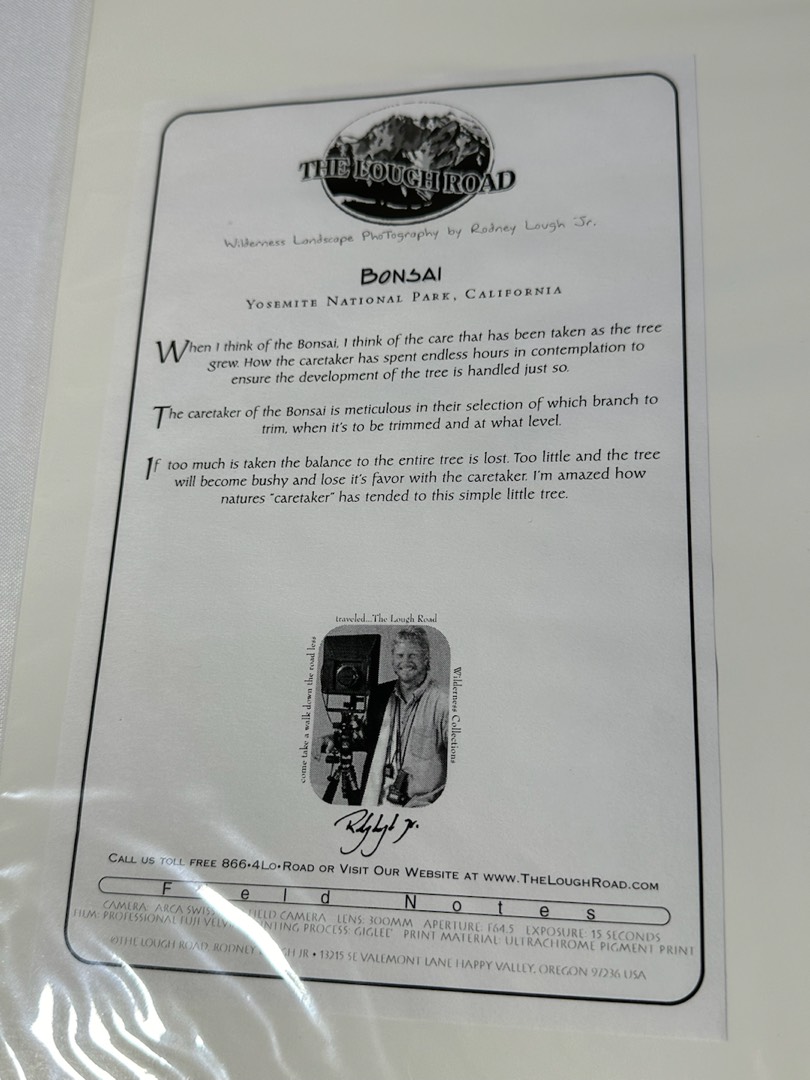 THE LOUGH ROAD
Wilderness Landscape Photography by Rodney Lough Jr.
BONSAI
YOSEMITE NATIONAL PARK, CALIFORNIA
When I think of the Bonsai, I think of the care that has been taken as the tree
grew. How the caretaker has spent endless hours in contemplation to
ensure the development of the tree is handled just so.
The caretaker of the Bonsai is meticulous in their selection of which branch to
trim, when it's to be trimmed and at what level.
If too much is taken the balance to the entire tree is lost. Too little and the tree
will become bushy and lose it's favor with the caretaker. I'm amazed how
natures "caretaker" has tended to this simple little tree.
come take a walk down the road less
traveled...The Lough Road
Wilderness Collections
CALL US TOLL FREE 866•4LO•ROAD OR VISIT OUR WEBSITE AT WWW.THELOUGHROAD.COM
Field Notes
CAMERA: ARCA SWISS FIELD CAMERA LENS: 300MM APERTURE: F64.5 EXPOSURE: 15 SECONDS
FILM: PROFESSIONAL FUJI PROCESS: GIGLEE' PRINT MATERIAL: ULTRACHROME PIGMENT PRINT
©THE LOUGH ROAD, RODNEY JR • 13215 SE VALEMONT LANE HAPPY VALLEY, OREGON 97236 USA